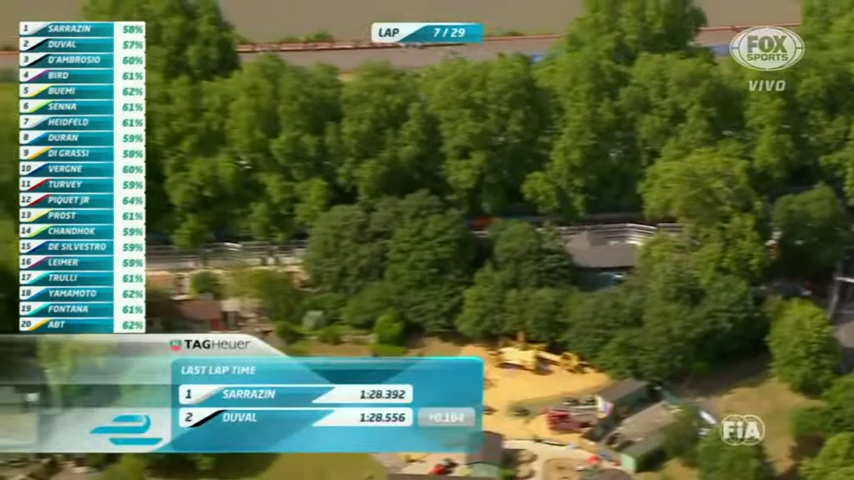 LAP 7 / 29
FOX
SPORTS
VIVO
1 SARRAZIN 58%
2 DUVAL 57%
3 D'AMBROSIO 60%
4 BIRD 61%
5 BUEMI 62%
6 SENNA 61%
7 HEIDFELD 61%
8 DURAN 59%
9 DI GRASSI 58%
10 VERGNE 60%
11 TURVEY 59%
12 PIQUET JR 64%
13 PROST 61%
14 CHANDHOK 59%
15 DE SILVESTRO 59%
16 LEIMER 59%
17 TRULLI 61%
18 YAMAMOTO 62%
19 FONTANA 61%
20 ABT 62%
TAGHeuer
LAST LAP TIME
1 SARRAZIN 1:28.392
2 DUVAL 1:28.556 +0.164
FiA